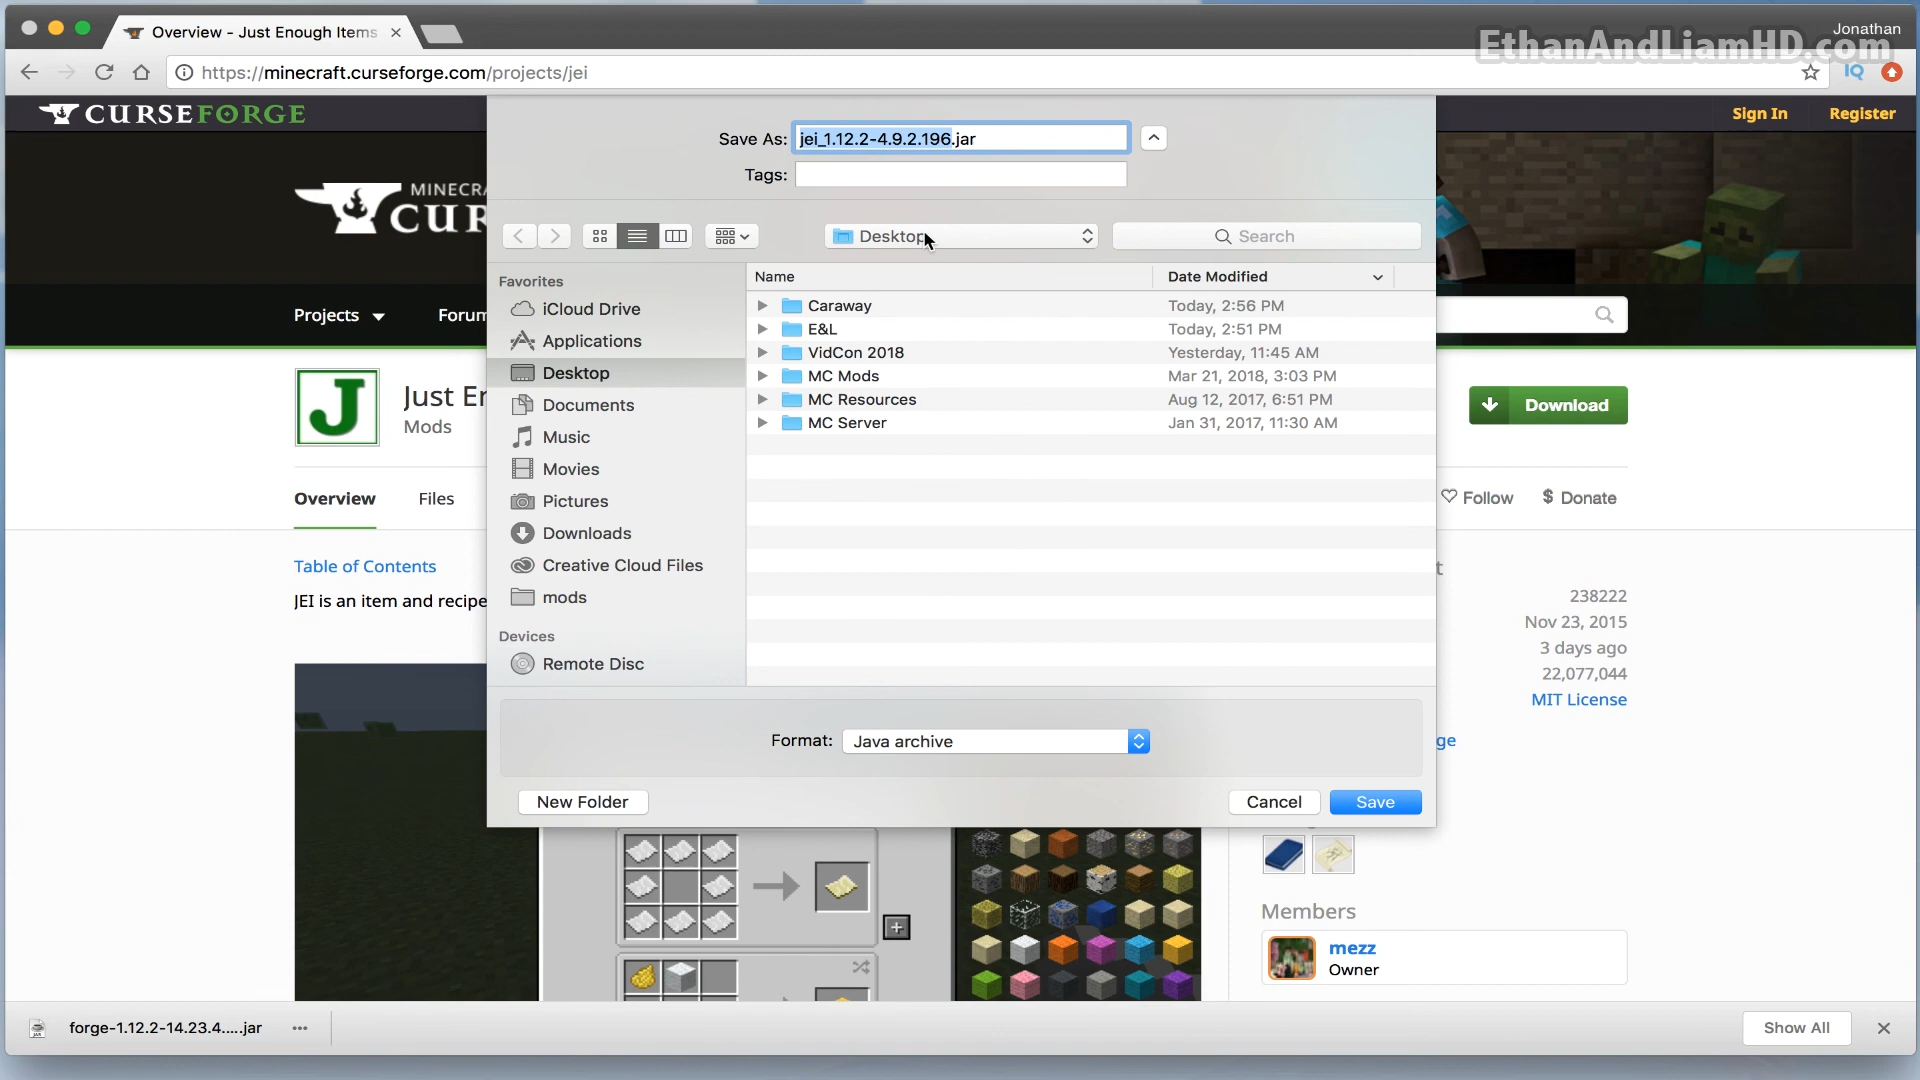 Overview - Just Enough Items
Jonathan
EthanAndLiamHD.com
https://minecraft.curseforge.com/projects/jei
IQ
CURSEFORGE
Sign In
Register
Save As: jei_1.12.2-4.9.2.196.jar
Tags:
MINECRA
CUR
Desktop
Search
Projects
Forum
Favorites
iCloud Drive
Applications
Desktop
Documents
Music
Movies
Pictures
Downloads
Creative Cloud Files
mods
Devices
Remote Disc
Name
Date Modified
Caraway
Today, 2:56 PM
E&L
Today, 2:51 PM
VidCon 2018
Yesterday, 11:45 AM
MC Mods
Mar 21, 2018, 3:03 PM
MC Resources
Aug 12, 2017, 6:51 PM
MC Server
Jan 31, 2017, 11:30 AM
J
Just En
Mods
Download
Overview
Files
Follow
$ Donate
Table of Contents
JEI is an item and recipe
t
238222
Nov 23, 2015
3 days ago
22,077,044
MIT License
ge
Format: Java archive
New Folder
Cancel
Save
Members
mezz
Owner
forge-1.12.2-14.23.4.....jar
Show All